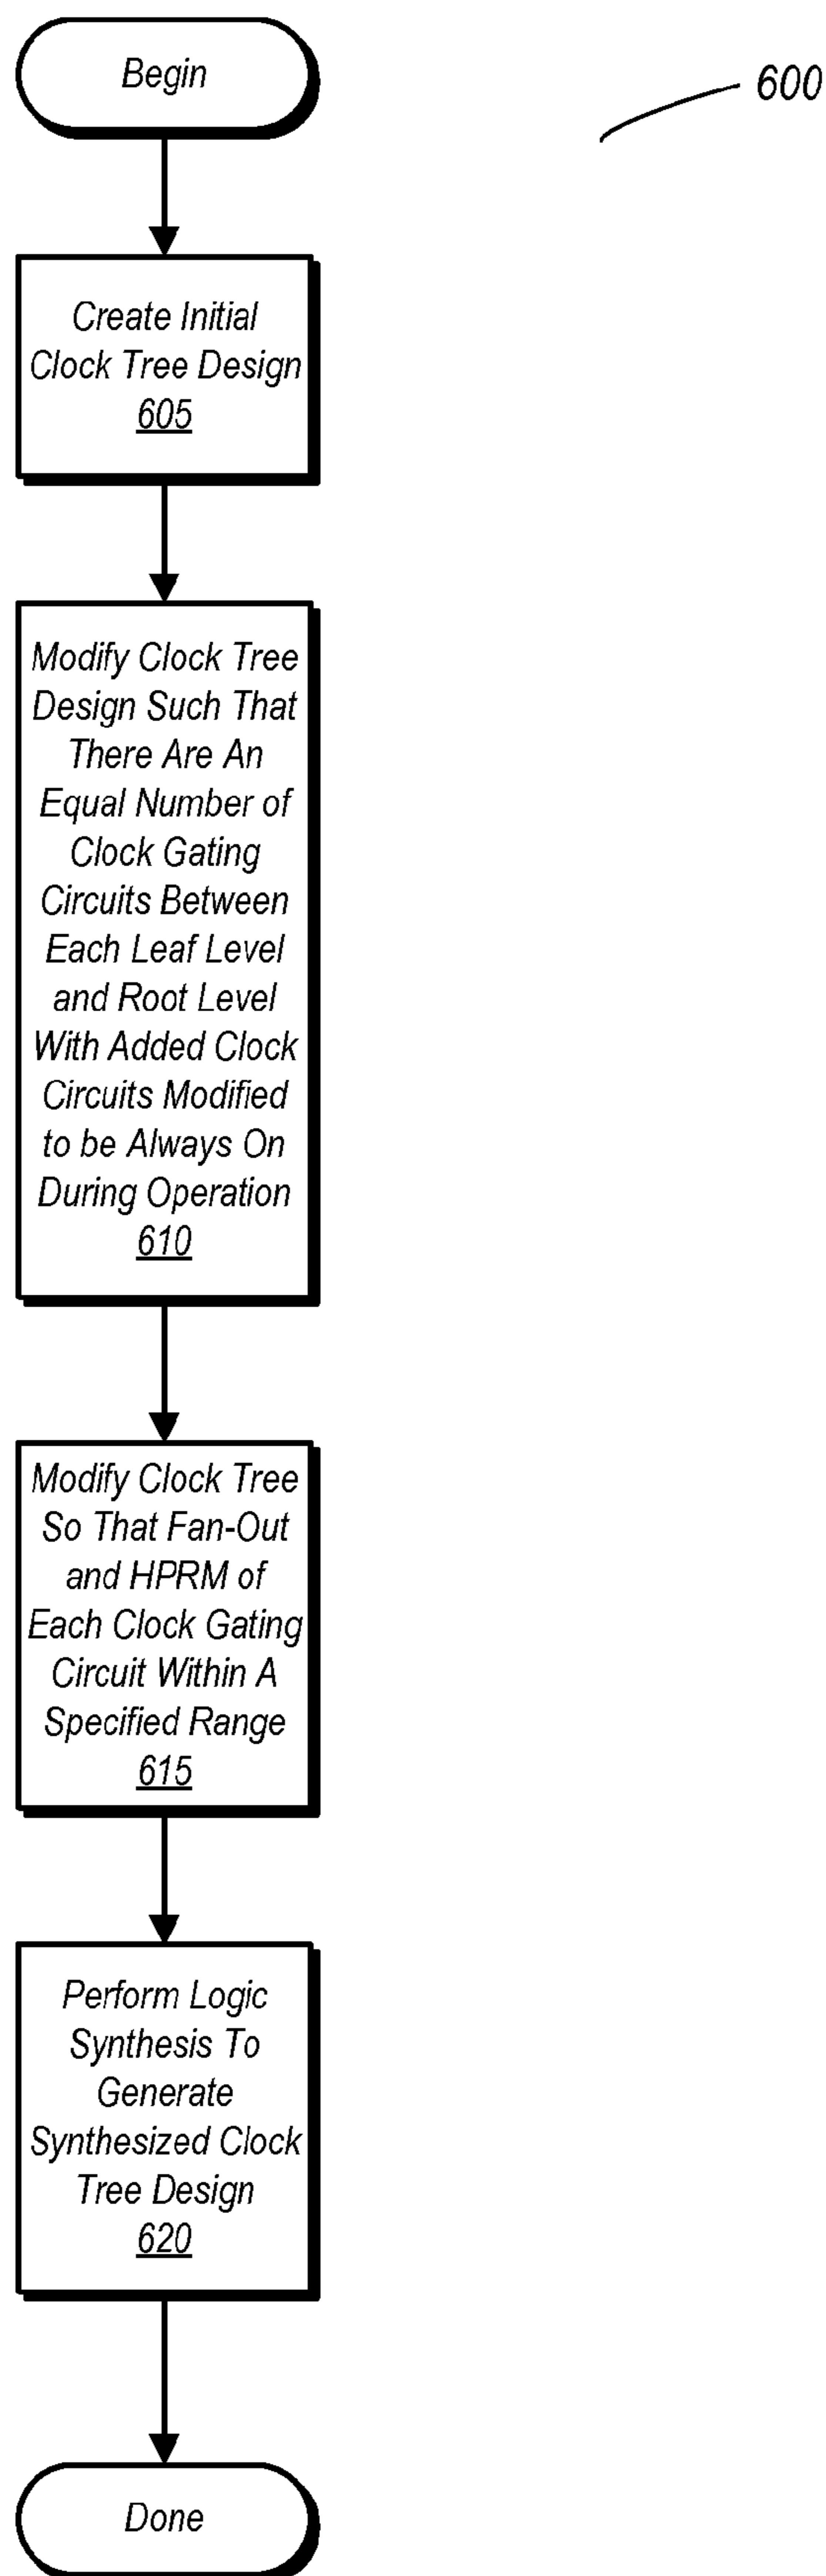 Begin
600
Create Initial
Clock Tree Design
605
Modify Clock Tree
Design Such That
There Are An
Equal Number of
Clock Gating
Circuits Between
Each Leaf Level
and Root Level
With Added Clock
Circuits Modified
to be Always On
During Operation
610
Modify Clock Tree
So That Fan-Out
and HPRM of
Each Clock Gating
Circuit Within A
Specified Range
615
Perform Logic
Synthesis To
Generate
Synthesized Clock
Tree Design
620
Done